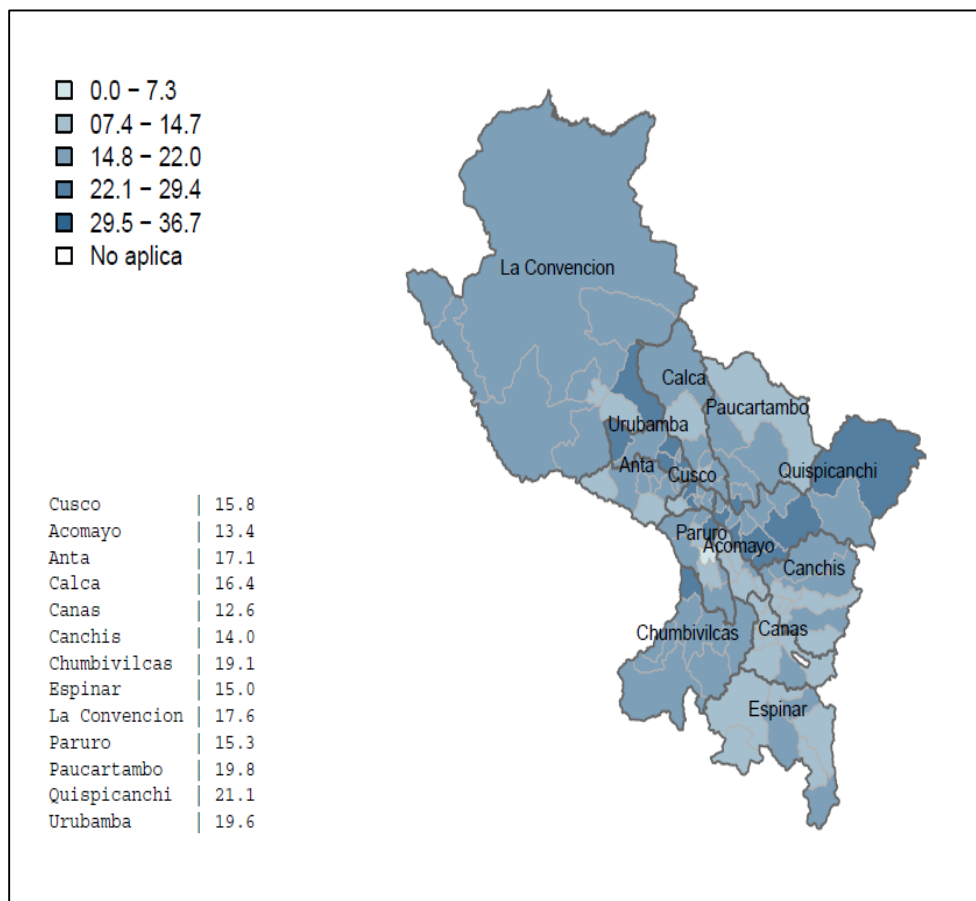 0.0 – 7.3
07.4 – 14.7
14.8 – 22.0
22.1 – 29.4
29.5 – 36.7
No aplica
La Convencion
Calca
Paucartambo
Urubamba
Quispicanchi
Anta
Cusco
Paruro
Acomayo
Canchis
Chumbivilcas
Canas
Espinar
Cusco | 15.8
Acomayo | 13.4
Anta | 17.1
Calca | 16.4
Canas | 12.6
Canchis | 14.0
Chumbivilcas | 19.1
Espinar | 15.0
La Convencion | 17.6
Paruro | 15.3
Paucartambo | 19.8
Quispicanchi | 21.1
Urubamba | 19.6